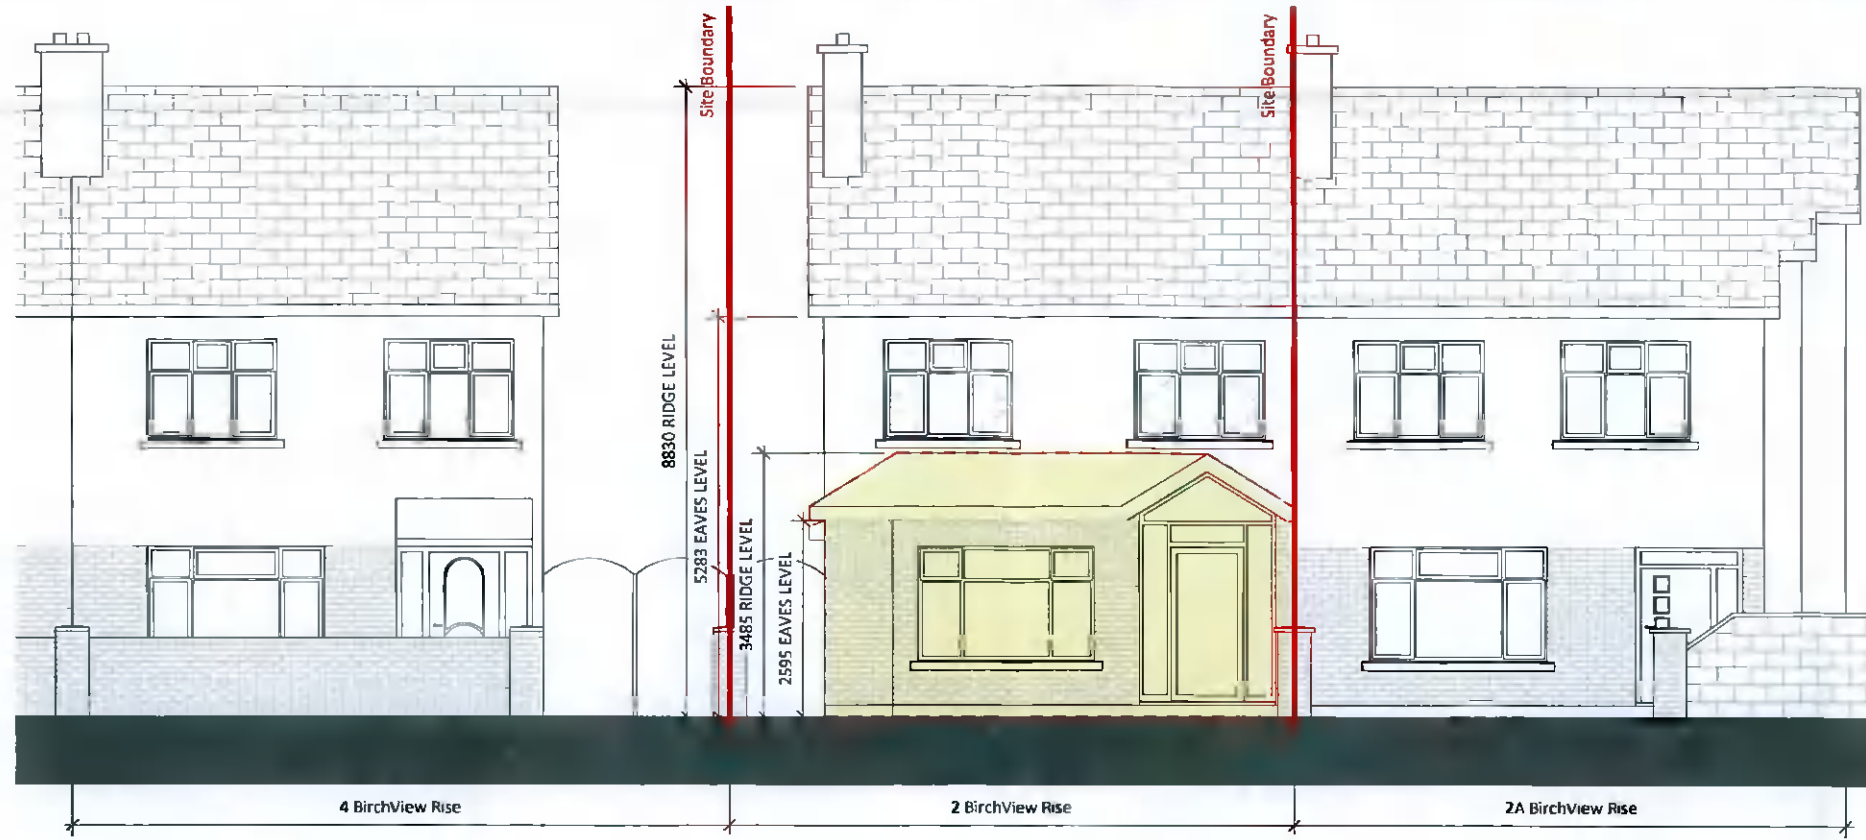 Site Boundary
Site Boundary
8830 RIDGE LEVEL
5283 EAVES LEVEL
3485 RIDGE LEVEL
2595 EAVES LEVEL
4 BirchView Rise
2 BirchView Rise
2A BirchView Rise